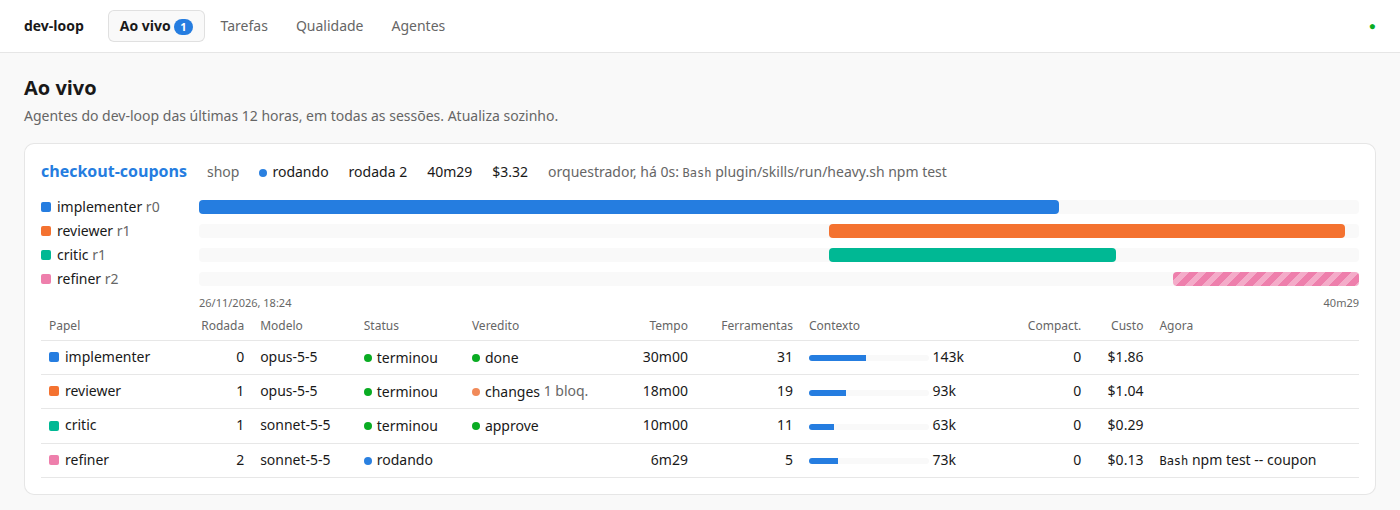 dev-loop Ao vivo 1 Tarefas Qualidade Agentes
Ao vivo
Agentes do dev-loop das últimas 12 horas, em todas as sessões. Atualiza sozinho.
checkout-coupons shop rodando rodada 2 40m29 $3.32 orquestrador, há 0s: Bash plugin/skills/run/heavy.sh npm test
implementer r0
reviewer r1
critic r1
refiner r2
26/11/2026, 18:24 40m29
Papel Rodada Modelo Status Veredito Tempo Ferramentas Contexto Compact. Custo Agora
implementer 0 opus-5-5 terminou done 30m00 31 143k 0 $1.86
reviewer 1 opus-5-5 terminou changes 1 bloq. 18m00 19 93k 0 $1.04
critic 1 sonnet-5-5 terminou approve 10m00 11 63k 0 $0.29
refiner 2 sonnet-5-5 rodando 6m29 5 73k 0 $0.13 Bash npm test -- coupon